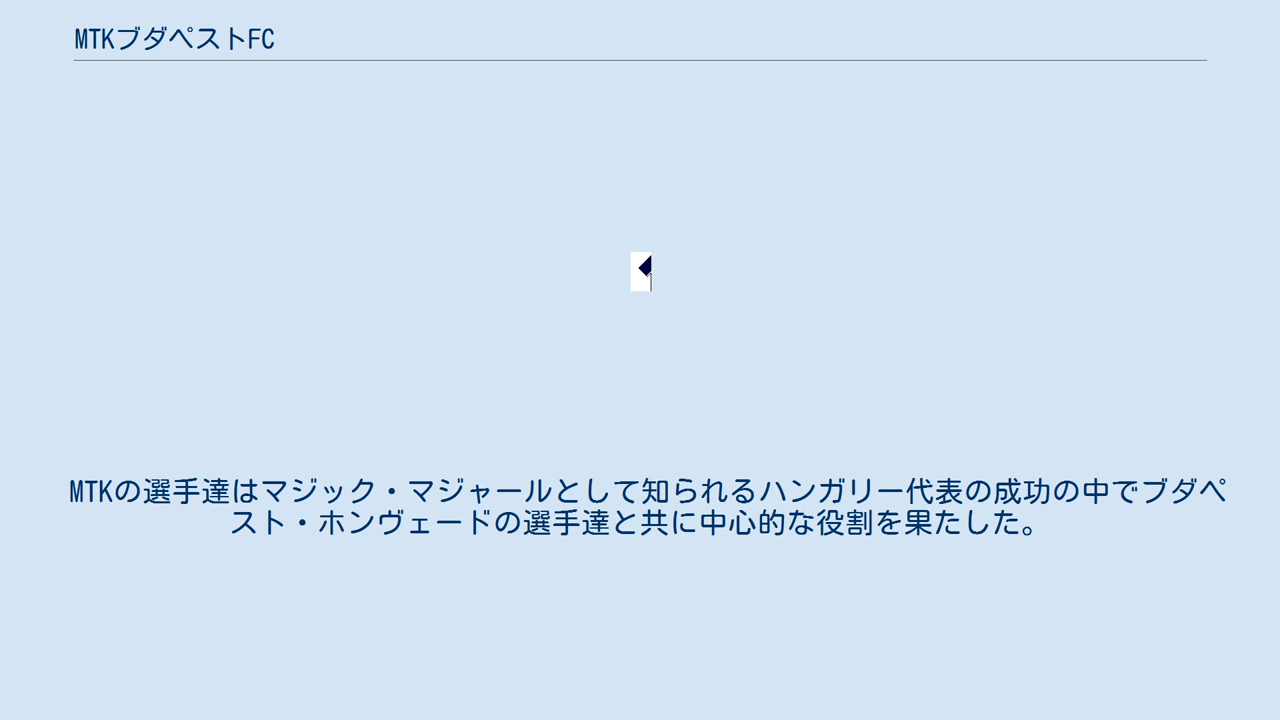 MTKブダペストFC
MTKの選手達はマジック・マジャールとして知られるハンガリー代表の成功の中でブダペ
スト・ホンヴェードの選手達と共に中心的な役割を果たした。